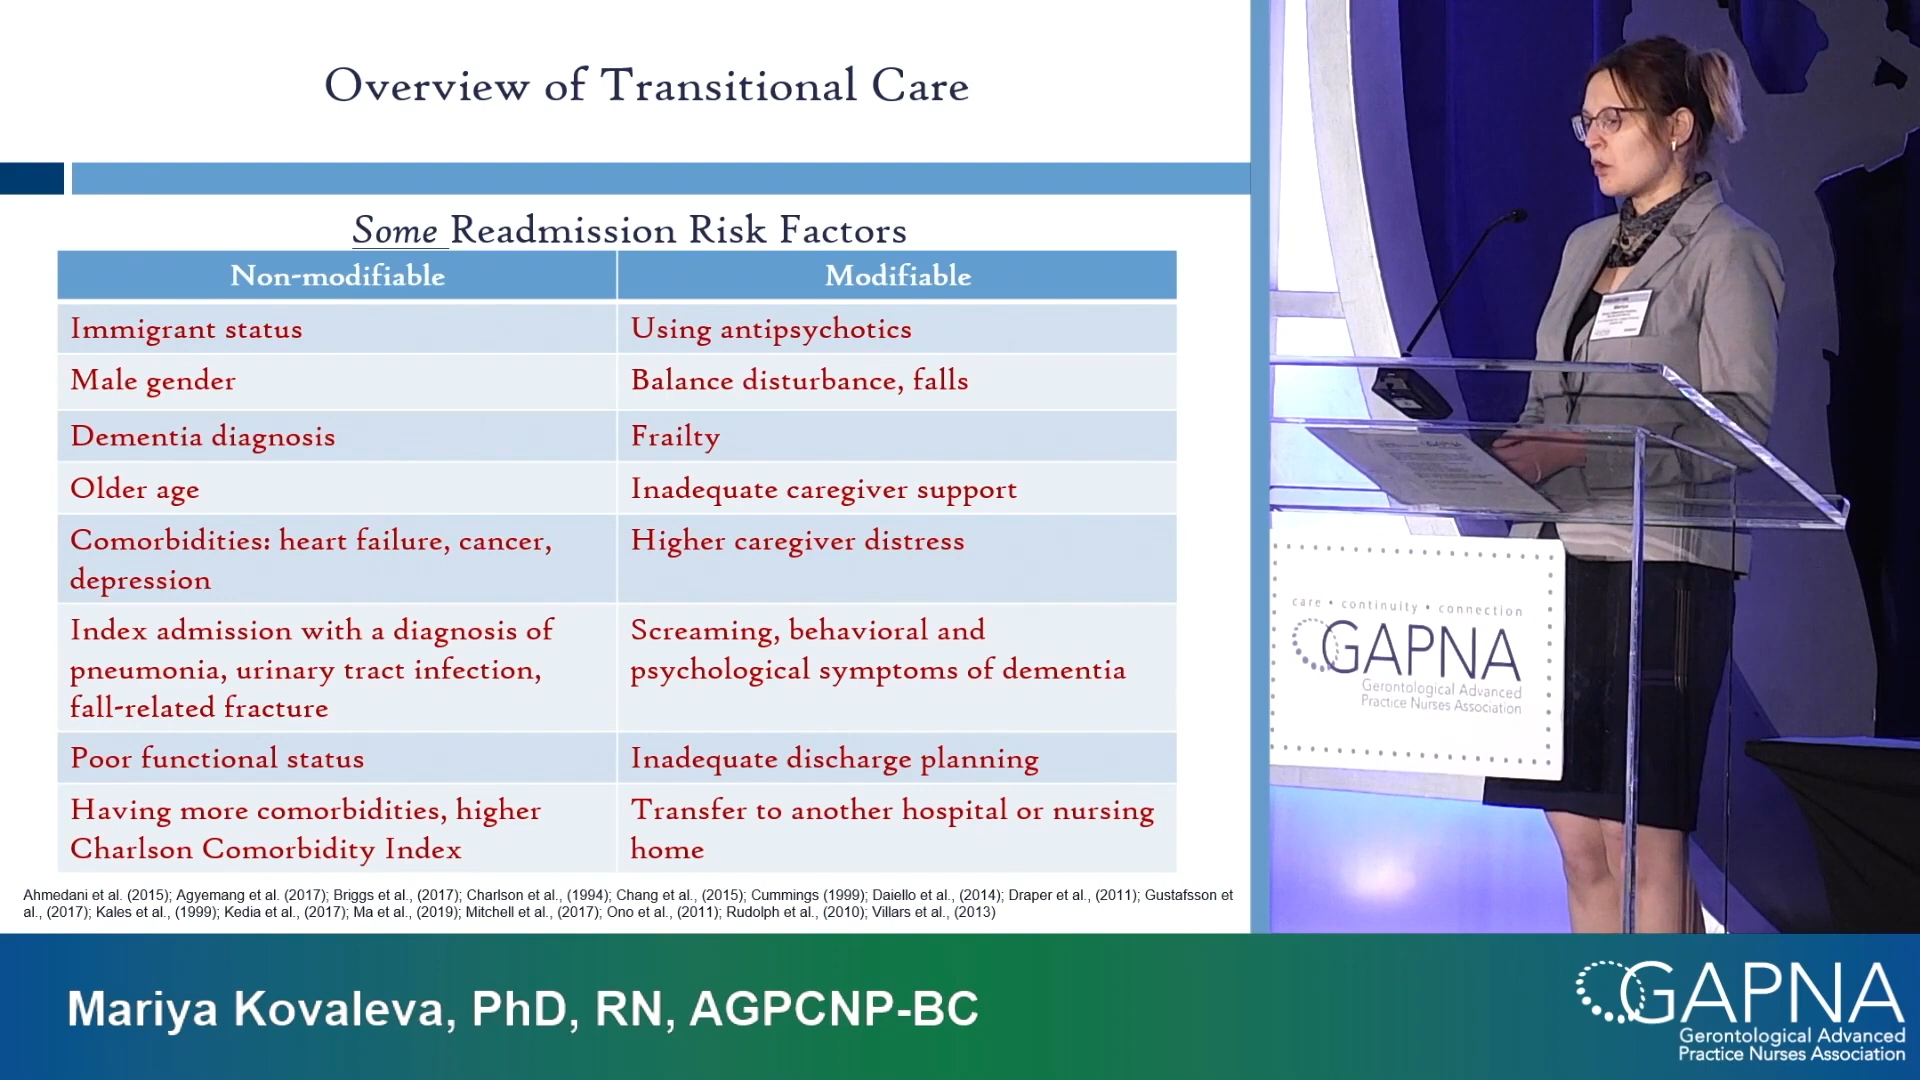 Overview of Transitional Care
Some Readmission Risk Factors
Non-modifiable
Modifiable
Immigrant status
Using antipsychotics
Male gender
Balance disturbance, falls
Dementia diagnosis
Frailty
Older age
Inadequate caregiver support
Comorbidities: heart failure, cancer,
depression
Higher caregiver distress
Index admission with a diagnosis of
pneumonia, urinary tract infection,
fall-related fracture
Screaming, behavioral and
psychological symptoms of dementia
Poor functional status
Inadequate discharge planning
Having more comorbidities, higher
Charlson Comorbidity Index
Transfer to another hospital or nursing
home
Ahmedani et al. (2015); Agyemang et al. (2017); Briggs et al., (2017); Charlson et al., (1994); Chang et al., (2015); Cummings (1999); Daiello et al., (2014); Draper et al., (2011); Gustafsson et
al., (2017); Kales et al., (1999); Kedia et al., (2017); Ma et al., (2019); Mitchell et al., (2017); Ono et al., (2011); Rudolph et al., (2010); Villars et al., (2013)
care • continuity • connection
GAPNA
Gerontological Advanced
Practice Nurses Association
Mariya Kovaleva, PhD, RN, AGPCNP-BC
GAPNA
Gerontological Advanced
Practice Nurses Association